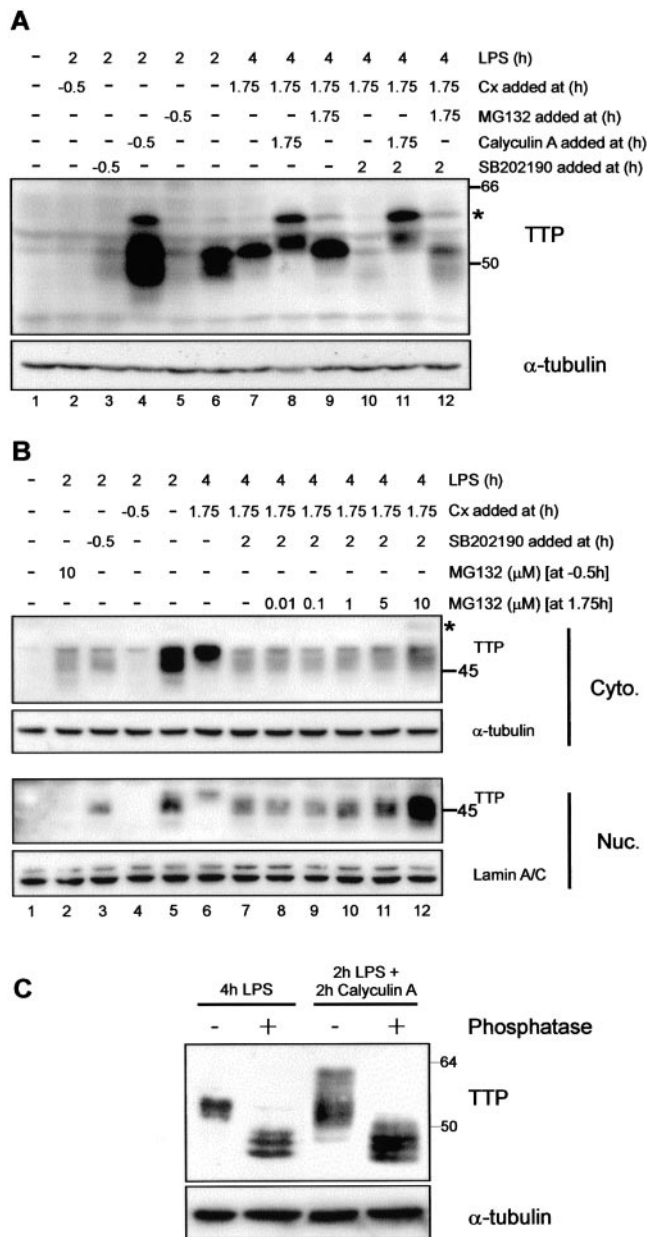 A
- 2 2 2 2 2 4 4 4 4 4 4 LPS (h)
- -0.5 - - - - 1.75 1.75 1.75 1.75 1.75 1.75 Cx added at (h)
- - - - -0.5 - - - 1.75 - - 1.75 MG132 added at (h)
- - - -0.5 - - - 1.75 - - 1.75 - Calyculin A added at (h)
- - -0.5 - - - - - - 2 2 2 SB202190 added at (h)
66
*
TTP
50
α-tubulin
1 2 3 4 5 6 7 8 9 10 11 12
B
- 2 2 2 2 4 4 4 4 4 4 4 LPS (h)
- - - -0.5 - 1.75 1.75 1.75 1.75 1.75 1.75 1.75 Cx added at (h)
- - -0.5 - - - 2 2 2 2 2 2 SB202190 added at (h)
- 10 - - - - - - - - - - MG132 (μM) [at -0.5h]
- - - - - - - 0.01 0.1 1 5 10 MG132 (μM) [at 1.75h]
*
TTP
45
Cyto.
α-tubulin
TTP
45
Nuc.
Lamin A/C
1 2 3 4 5 6 7 8 9 10 11 12
C
4h LPS
2h LPS +
2h Calyculin A
- + - + Phosphatase
64
TTP
50
α-tubulin